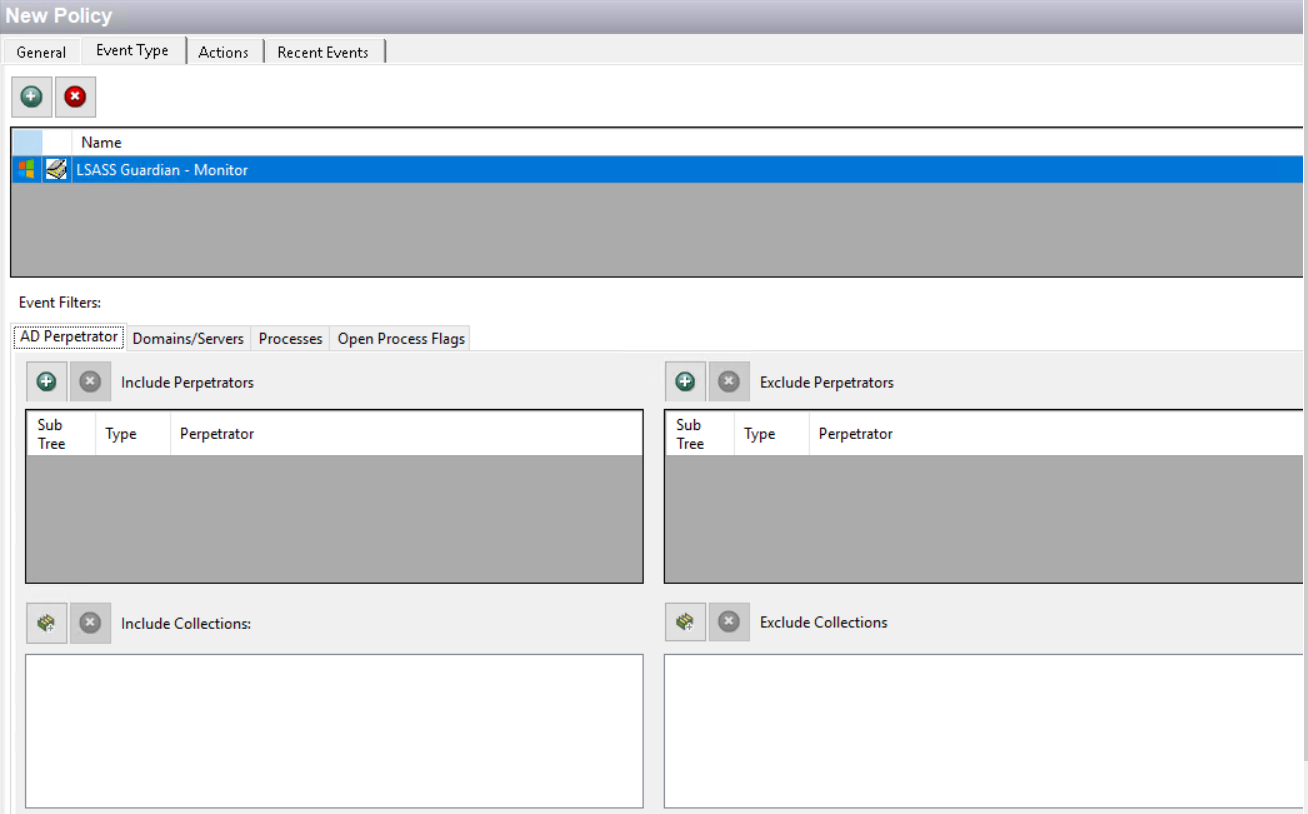 New Policy
General Event Type Actions Recent Events
Name
LSASS Guardian - Monitor
Event Filters:
AD Perpetrator Domains/Servers Processes Open Process Flags
Include Perpetrators Exclude Perpetrators
Sub Tree Type Perpetrator Sub Tree Type Perpetrator
Include Collections: Exclude Collections